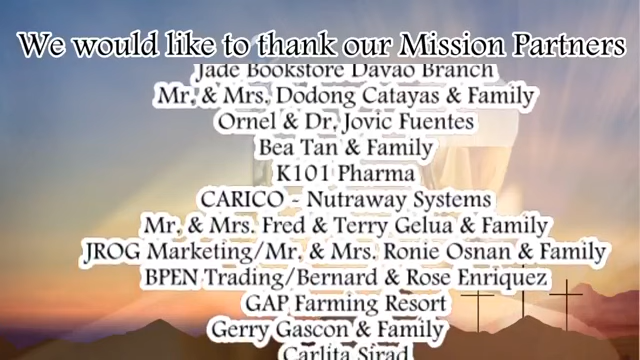 We would like to thank our Mission Partners
Jade Bookstore Davao Branch
Mr. & Mrs. Dodong Catayas & Family
Ornel & Dr. Jovic Fuentes
Bea Tan & Family
K101 Pharma
CARICO - Nutraway Systems
Mr. & Mrs. Fred & Terry Gelua & Family
JROG Marketing/Mr. & Mrs. Ronie Osnan & Family
BPEN Trading/Bernard & Rose Enriquez
GAP Farming Resort
Gerry Gascon & Family
Carlita Sirad